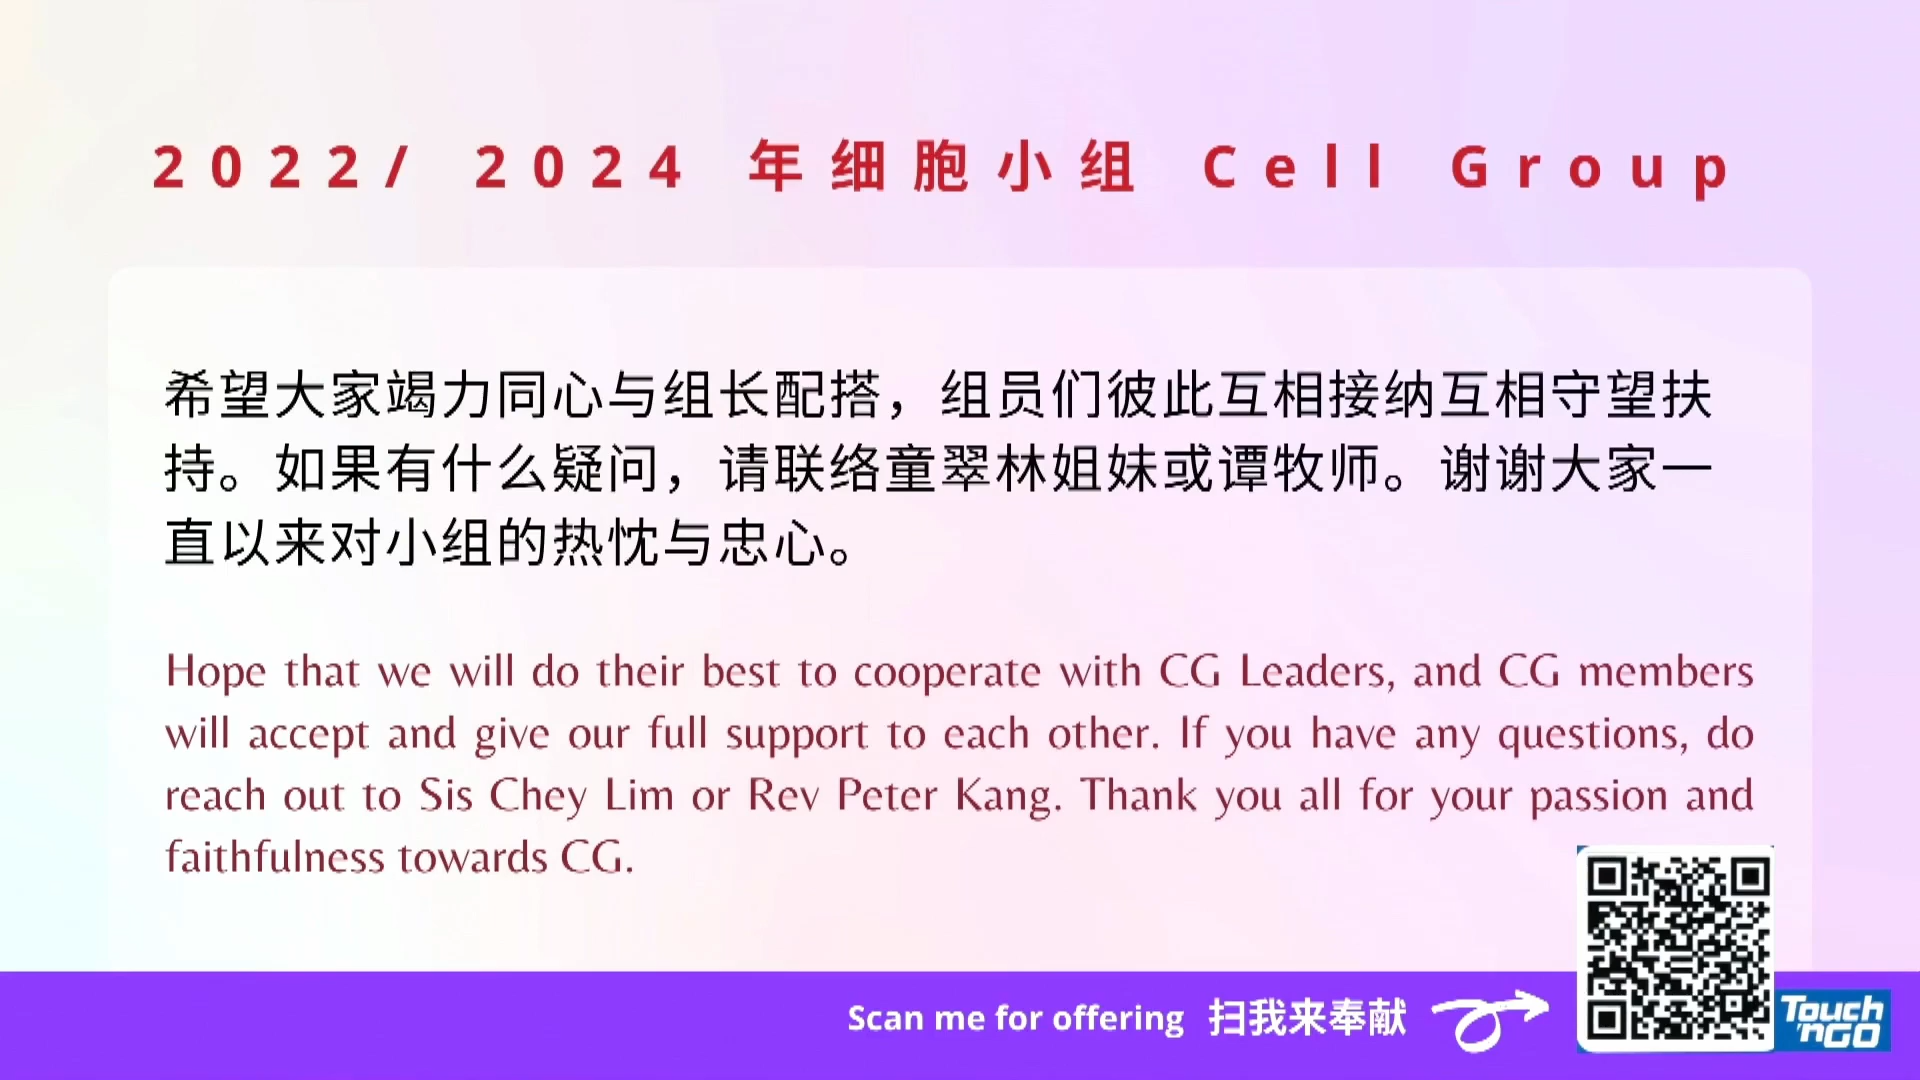 2022/ 2024 年细胞小组 Cell Group
希望大家竭力同心与组长配搭，组员们彼此互相接纳互相守望扶
持。如果有什么疑问，请联络童翠林姐妹或谭牧师。谢谢大家一
直以来对小组的热忱与忠心。
Hope that we will do their best to cooperate with CG Leaders, and CG members
will accept and give our full support to each other. If you have any questions, do
reach out to Sis Chey Lim or Rev Peter Kang. Thank you all for your passion and
faithfulness towards CG.
Scan me for offering 扫我来奉献
Touch
'nGO